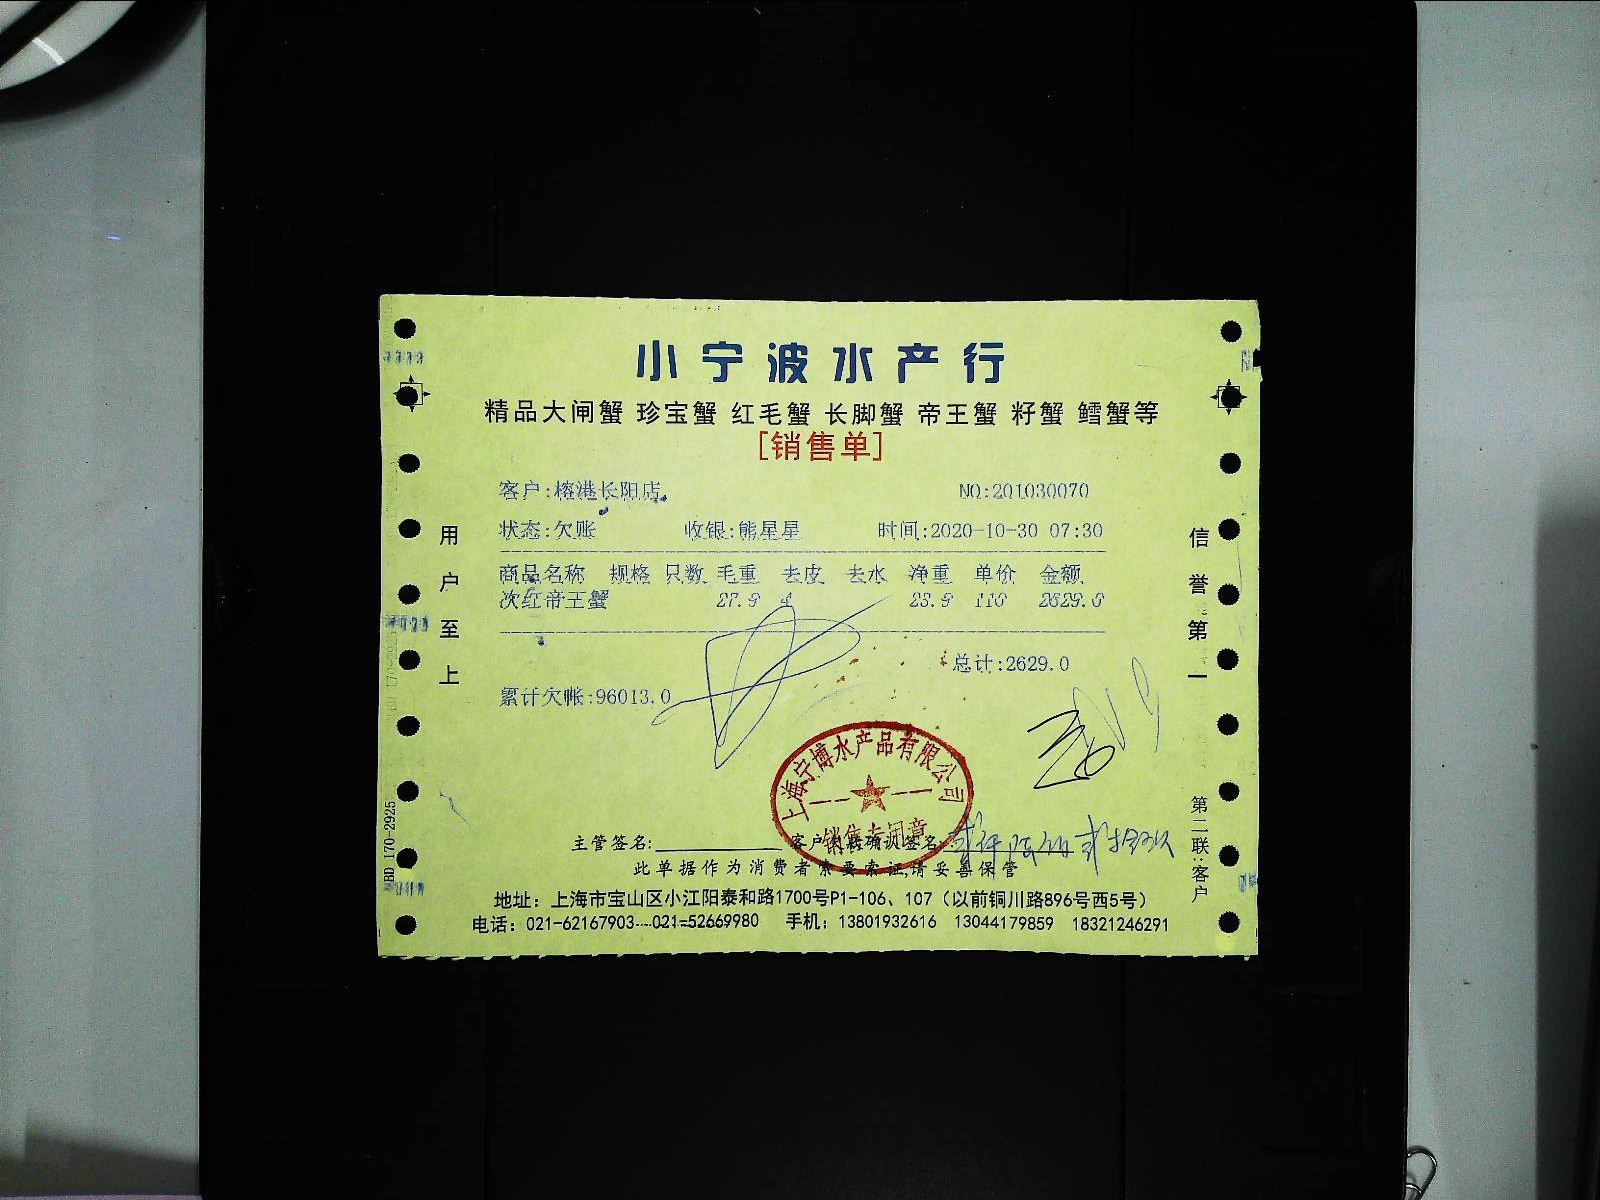 小宁波水产行
精品大闸蟹 珍宝蟹 红毛蟹 长脚蟹 帝王蟹 籽蟹 鳕蟹等
[销售单]
客户:榕港长阳店 NO:201030070
状态:欠账 收银:熊星星 时间:2020-10-30 07:30
商品名称 规格 只数 毛重 去皮 去水 净重 单价 金额
次红帝王蟹 27.9 4 23.9 110 2629.0
总计:2629.0
累计欠帐:96013.0
用户至上
信誉第一
第二联:客户
BD 170-2925
上海宁博水产品有限公司
销售专用章
主管签名: 客户 确认签名:
此单据作为消费者索要索证,请妥善保管
地址：上海市宝山区小江阳泰和路1700号P1-106、107（以前铜川路896号西5号）
电话：021-62167903 021-52669980 手机：13801932616 13044179859 18321246291